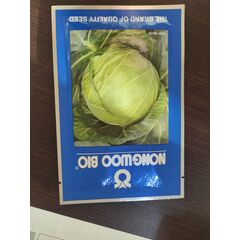 NONGWOO BIO®
THE BRAND OF QUALITY SEED